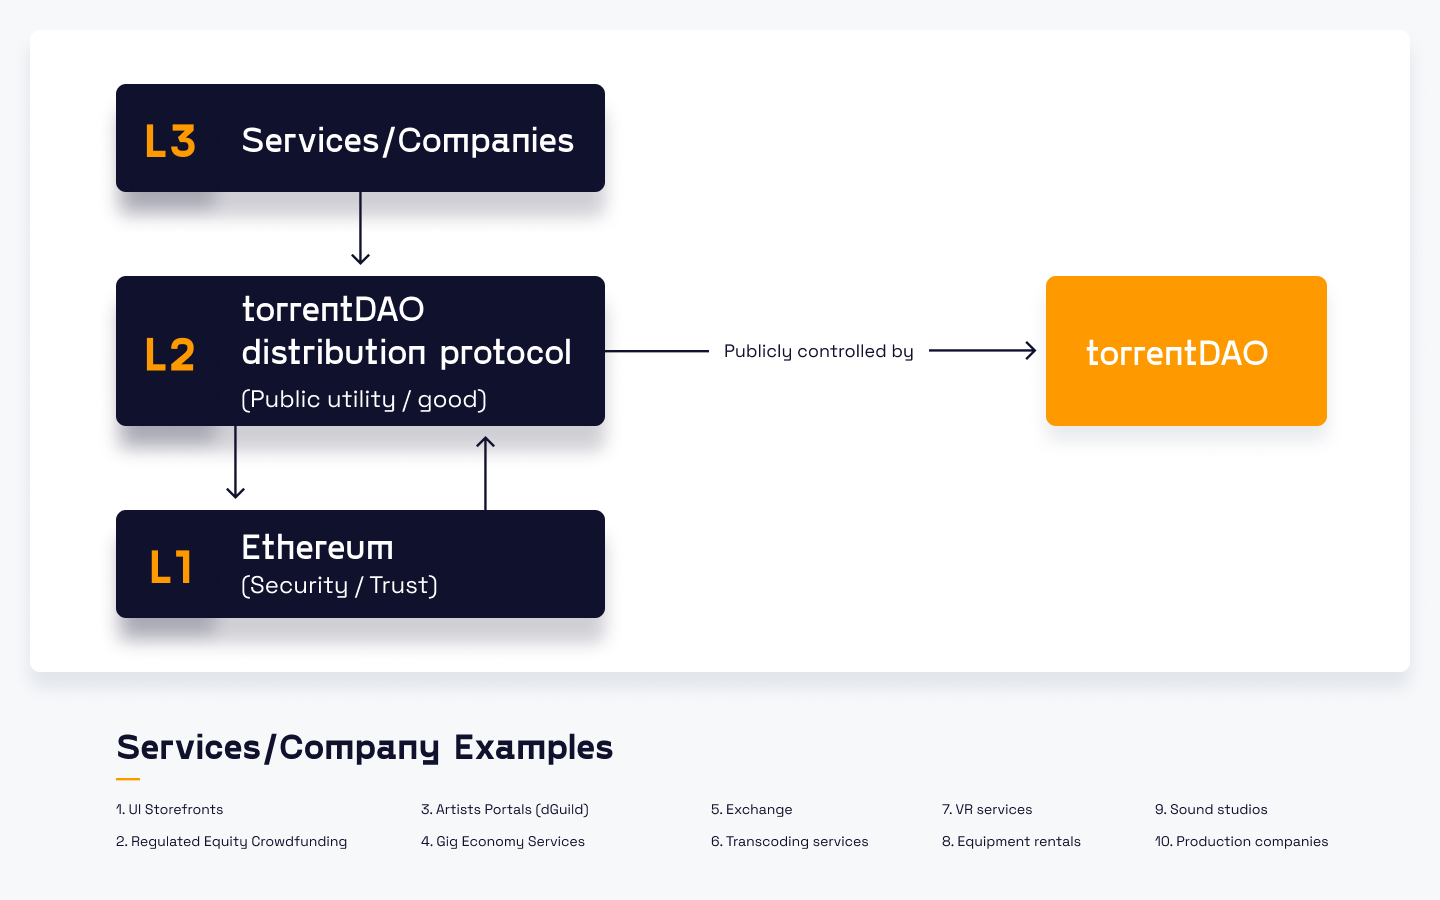 L3 Services/Companies
L2 torrentDAO
distribution protocol
(Public utility / good)
Publicly controlled by
torrentDAO
L1 Ethereum
(Security / Trust)
Services/Company Examples
1. UI Storefronts
2. Regulated Equity Crowdfunding
3. Artists Portals (dGuild)
4. Gig Economy Services
5. Exchange
6. Transcoding services
7. VR services
8. Equipment rentals
9. Sound studios
10. Production companies